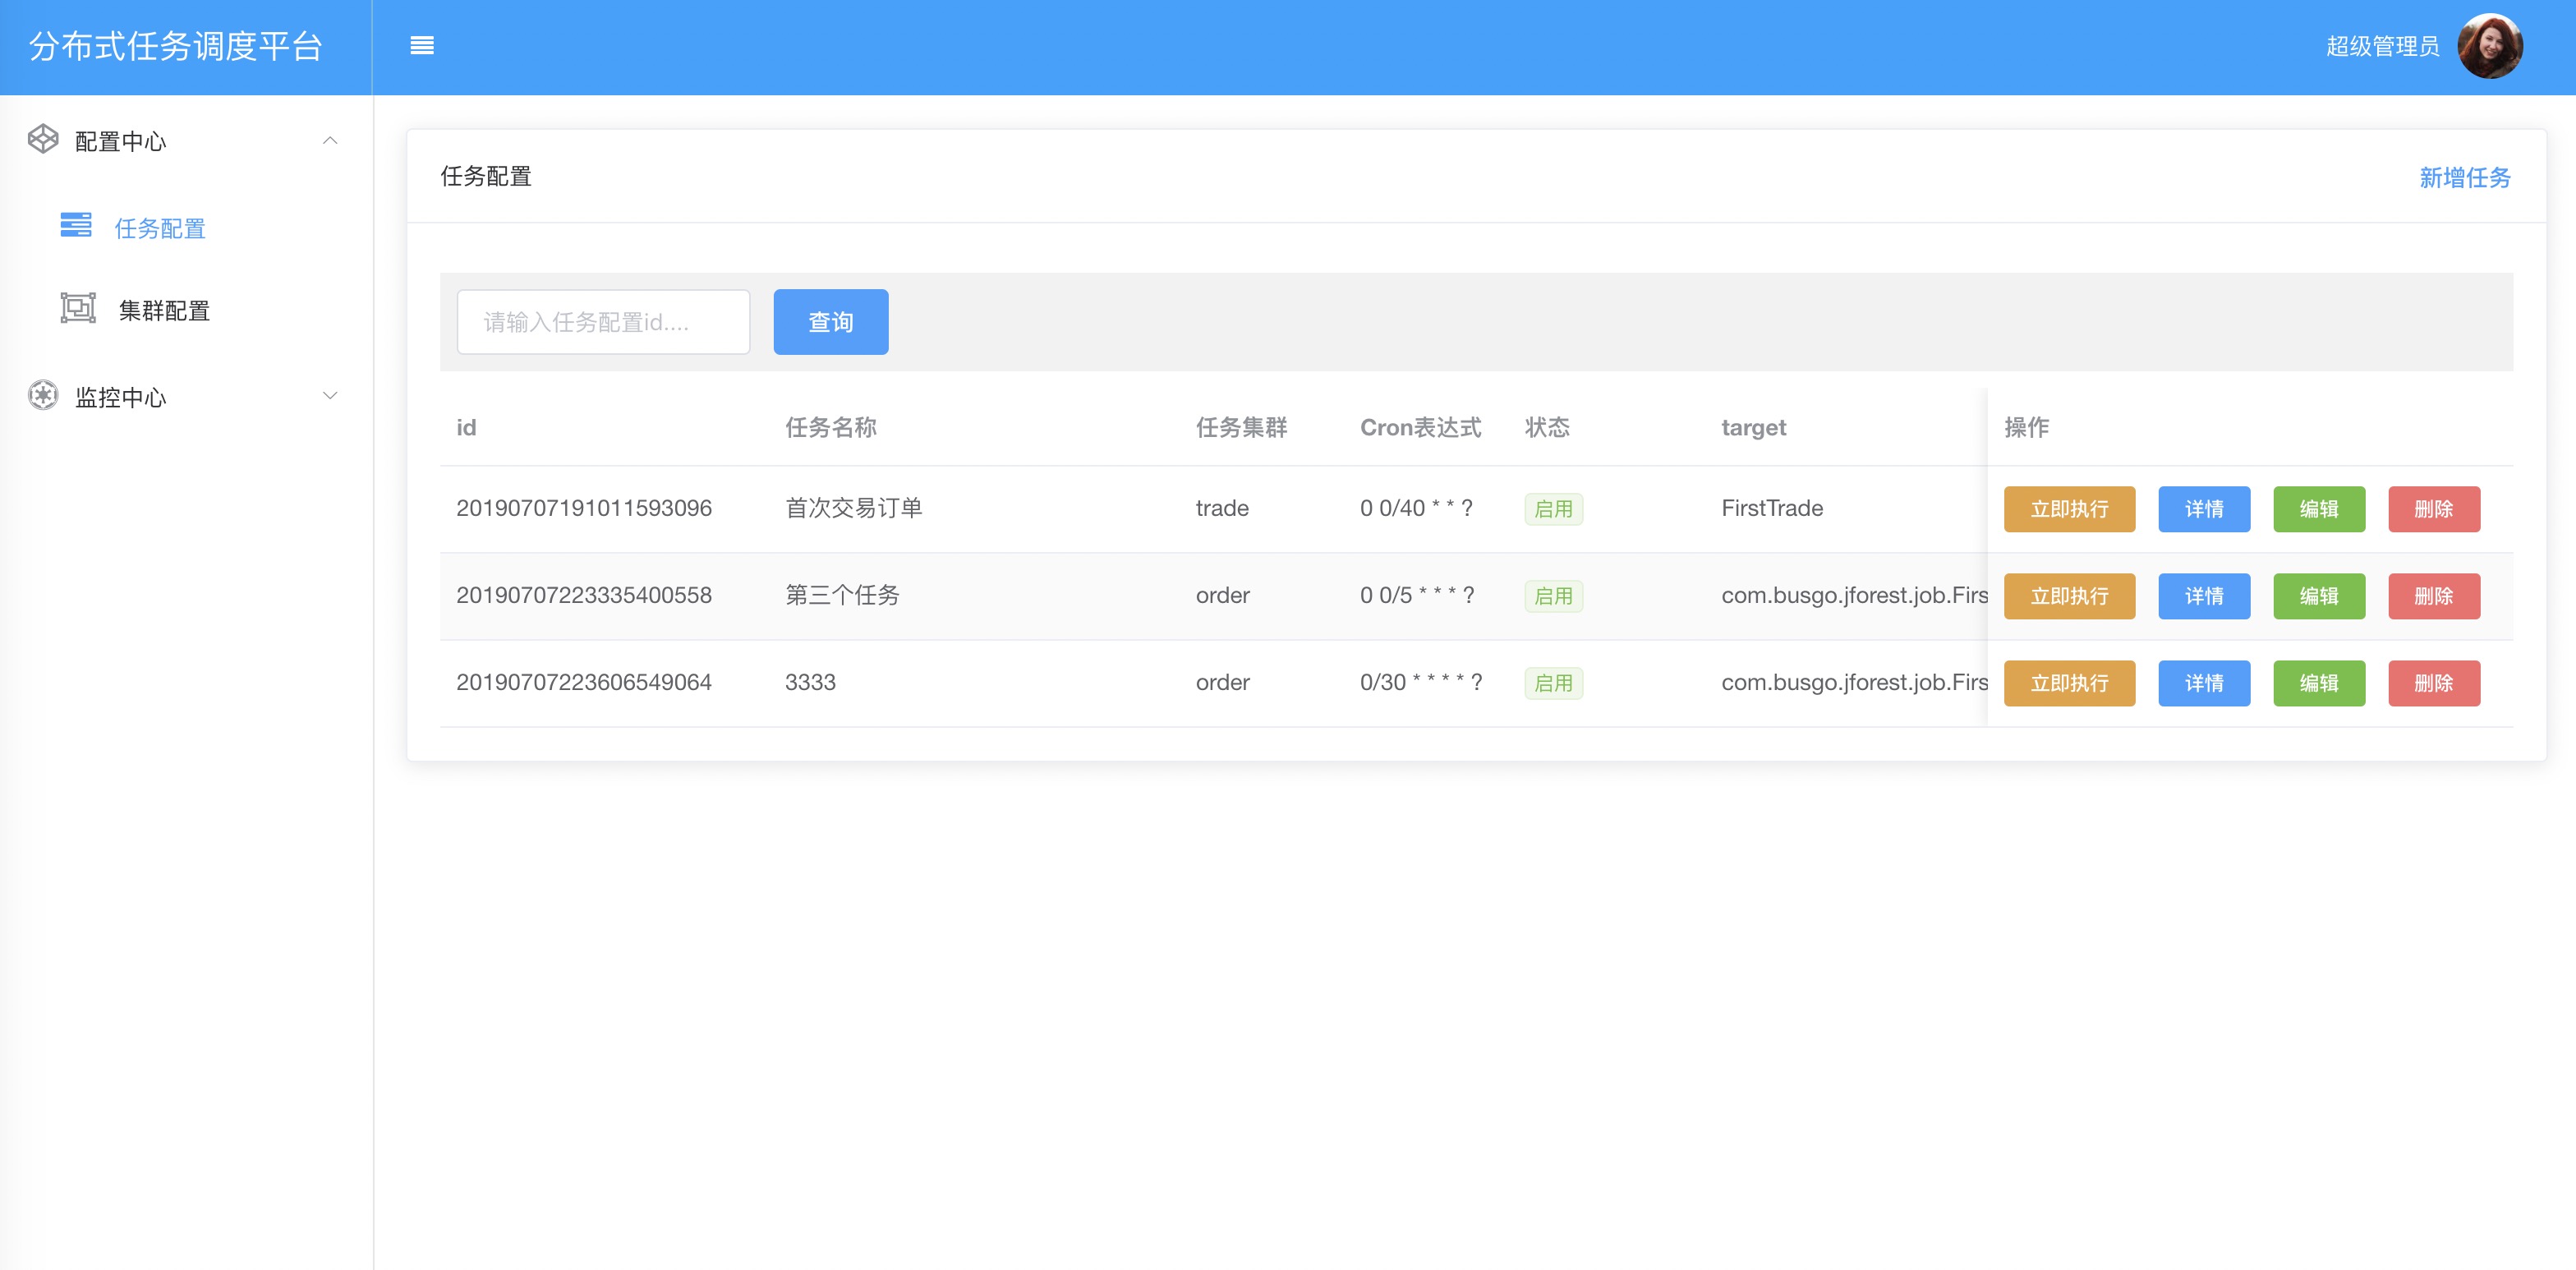 分布式任务调度平台
超级管理员
配置中心
任务配置
集群配置
监控中心
任务配置 新增任务
请输入任务配置id.... 查询
id 任务名称 任务集群 Cron表达式 状态 target 操作
20190707191011593096 首次交易订单 trade 0 0/40 * * ? 启用 FirstTrade 立即执行 详情 编辑 删除
20190707223335400558 第三个任务 order 0 0/5 * * * ? 启用 com.busgo.jforest.job.Firs 立即执行 详情 编辑 删除
20190707223606549064 3333 order 0/30 * * * * ? 启用 com.busgo.jforest.job.Firs 立即执行 详情 编辑 删除